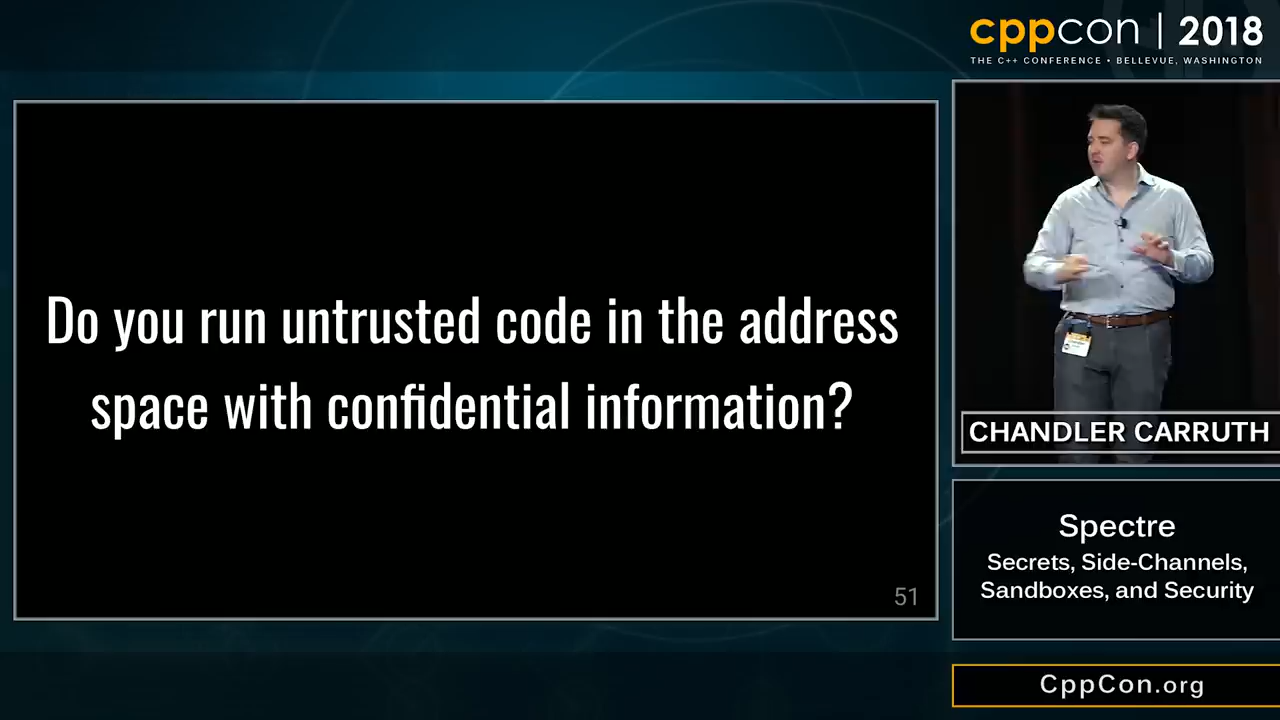 cppcon | 2018
THE C++ CONFERENCE • BELLEVUE, WASHINGTON
Do you run untrusted code in the address
space with confidential information?
51
CHANDLER CARRUTH
Spectre
Secrets, Side-Channels,
Sandboxes, and Security
CppCon.org